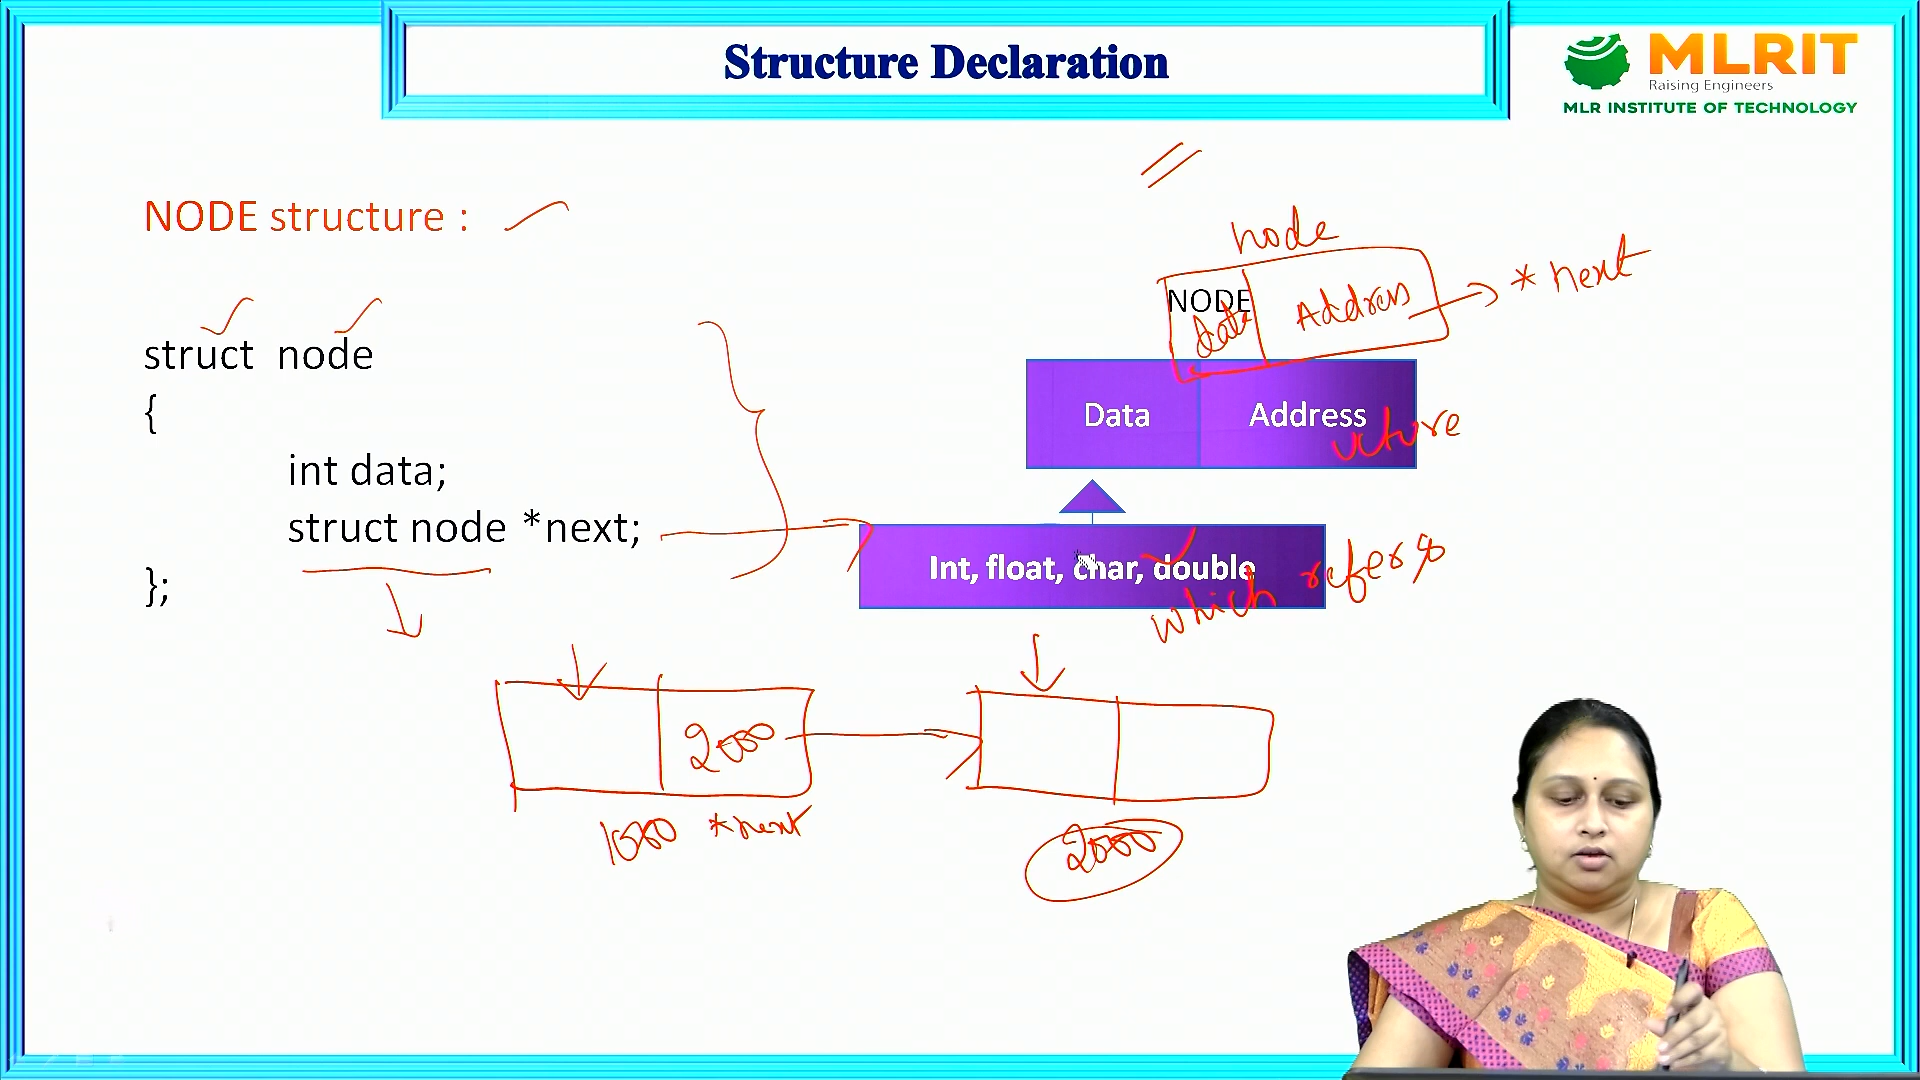 Structure Declaration
MLRIT
Raising Engineers
MLR INSTITUTE OF TECHNOLOGY
NODE structure :
node
NODE
data
Address
* next
struct node
{
Data
Address
ucture
int data;
struct node *next;
Int, float, char, double
};
which refers
2000
1000
*next
2000